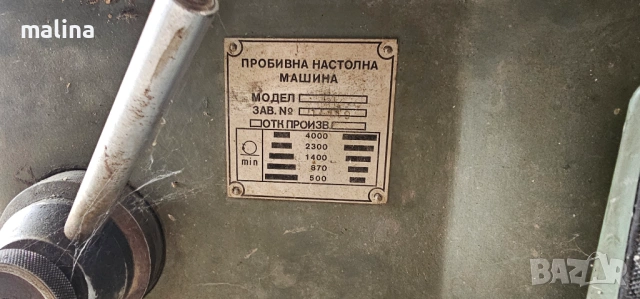 malina
ПРОБИВНА НАСТОЛНА
МАШИНА
МОДЕЛ
ЗАВ. №
ОТК ПРОИЗВ
4000
2300
1400
870
500
min
BAZAR